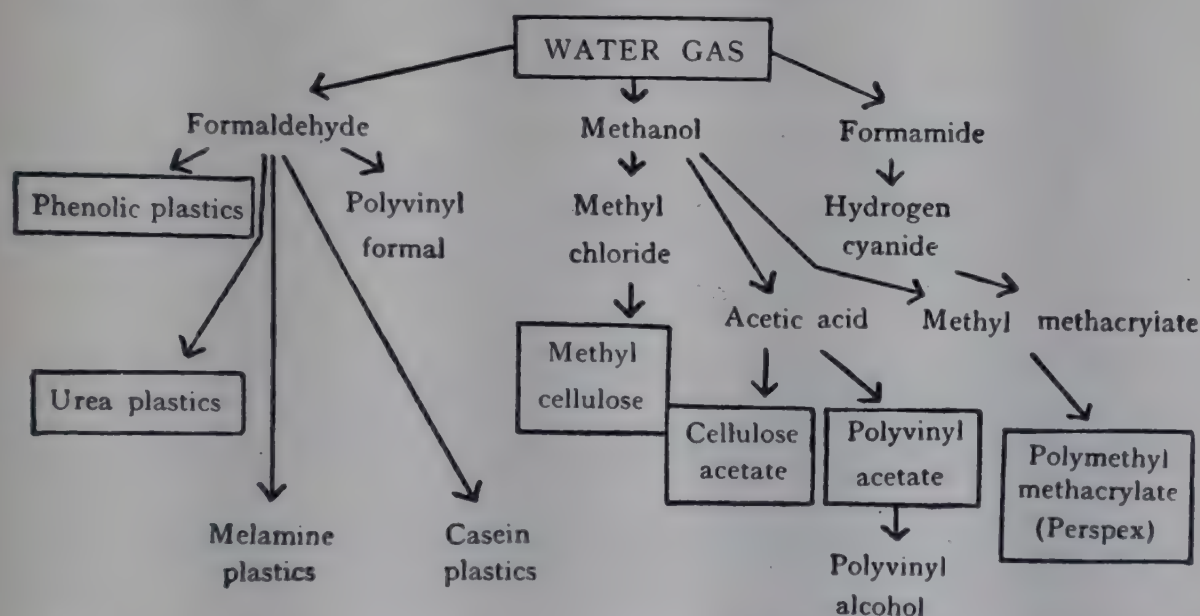 WATER GAS
Formaldehyde
Methanol
Formamide
Phenolic plastics
Polyvinyl
formal
Methyl
chloride
Hydrogen
cyanide
Acetic acid
Methyl methacrylate
Urea plastics
Methyl
cellulose
Cellulose
acetate
Polyvinyl
acetate
Polymethyl
methacrylate
(Perspex)
Melamine
plastics
Casein
plastics
Polyvinyl
alcohol